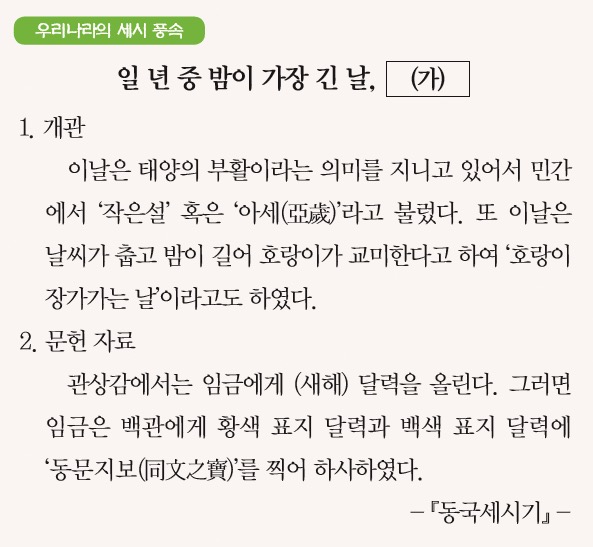 우리나라의 세시 풍속
일 년 중 밤이 가장 긴 날, (가)
1. 개관
이날은 태양의 부활이라는 의미를 지니고 있어서 민간
에서 ‘작은설’ 혹은 ‘아세(亞歲)’라고 불렀다. 또 이날은
날씨가 춥고 밤이 길어 호랑이가 교미한다고 하여 ‘호랑이
장가가는 날’이라고도 하였다.
2. 문헌 자료
관상감에서는 임금에게 (새해) 달력을 올린다. 그러면
임금은 백관에게 황색 표지 달력과 백색 표지 달력에
‘동문지보(同文之寶)’를 찍어 하사하였다.
－『동국세시기』－